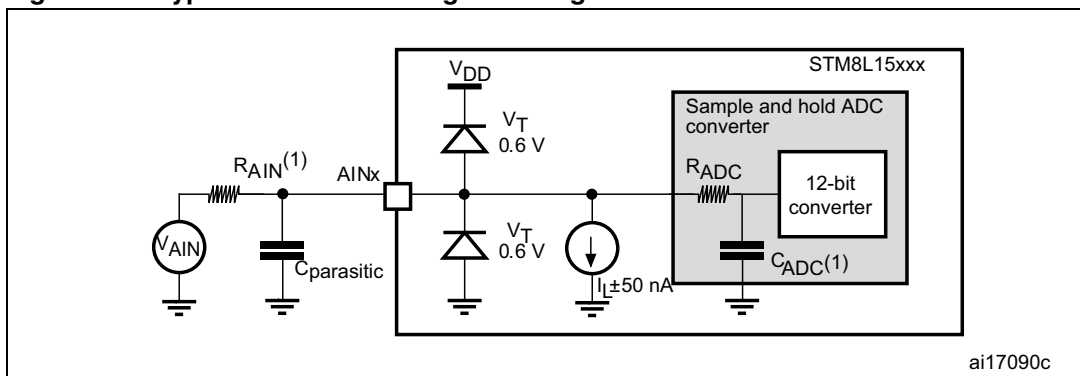 STM8L15xxx
VDD
Sample and hold ADC
converter
VT
0.6 V
RAIN(1)
AINx
RADC
12-bit
converter
VAIN
Cparasitic
VT
0.6 V
IL±50 nA
CADC(1)
ai17090c